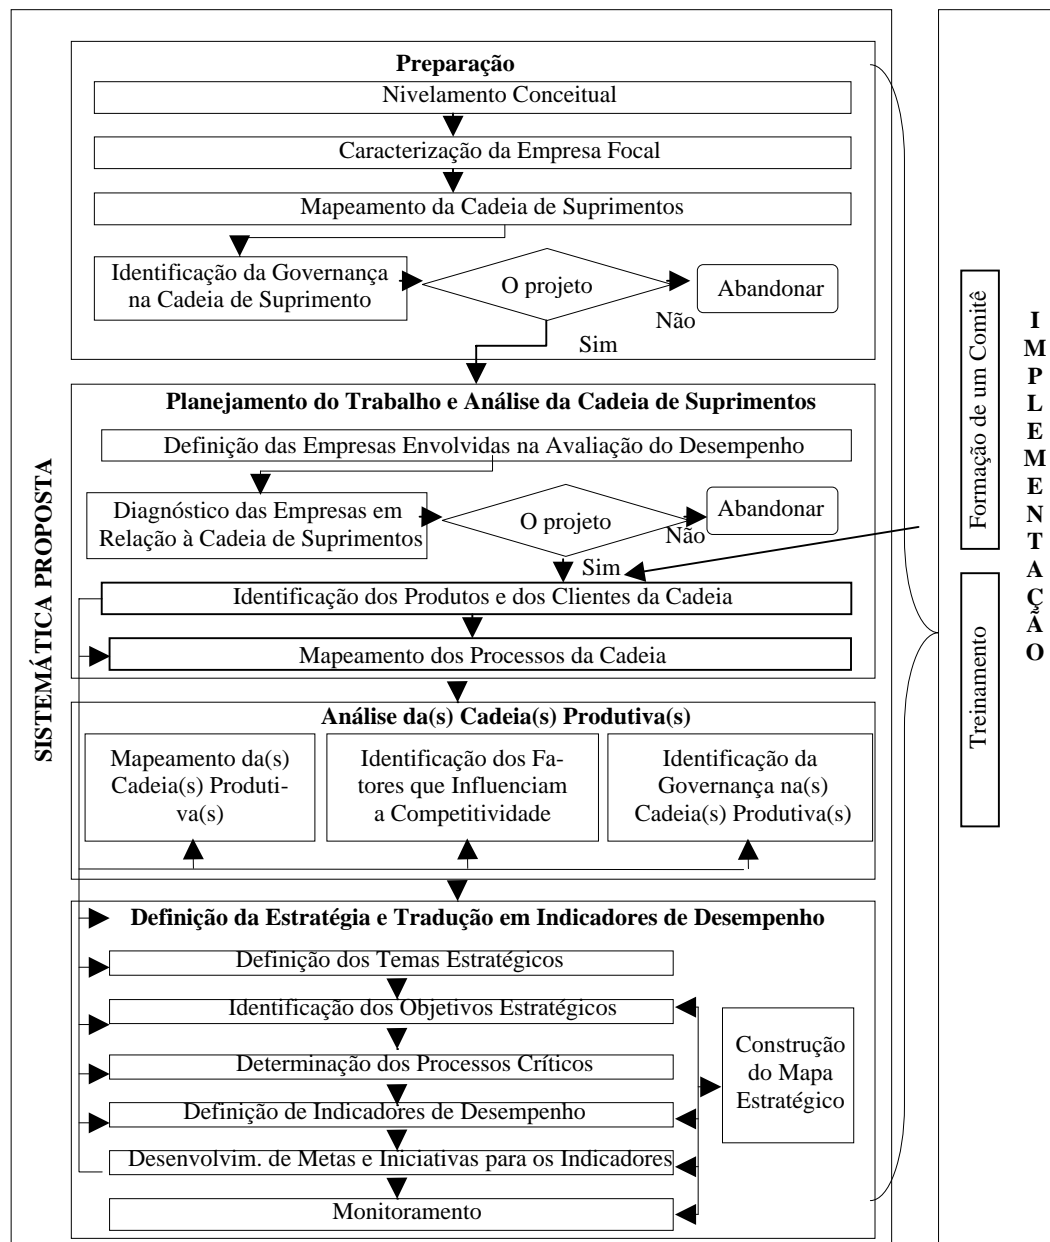 Preparação
Nivelamento Conceitual
Caracterização da Empresa Focal
Mapeamento da Cadeia de Suprimentos
Identificação da Governança
na Cadeia de Suprimento
O projeto
Abandonar
Não
Sim
Planejamento do Trabalho e Análise da Cadeia de Suprimentos
Definição das Empresas Envolvidas na Avaliação do Desempenho
Diagnóstico das Empresas em
Relação à Cadeia de Suprimentos
O projeto
Abandonar
Não
Sim
Identificação dos Produtos e dos Clientes da Cadeia
Mapeamento dos Processos da Cadeia
Análise da(s) Cadeia(s) Produtiva(s)
Mapeamento da(s)
Cadeia(s) Produti-
va(s)
Identificação dos Fa-
tores que Influenciam
a Competitividade
Identificação da
Governança na(s)
Cadeia(s) Produtiva(s)
Definição da Estratégia e Tradução em Indicadores de Desempenho
Definição dos Temas Estratégicos
Identificação dos Objetivos Estratégicos
Determinação dos Processos Críticos
Definição de Indicadores de Desempenho
Desenvolvim. de Metas e Iniciativas para os Indicadores
Monitoramento
Construção
do Mapa
Estratégico
SISTEMÁTICA PROPOSTA
Formação de um Comitê
Treinamento
IMPLEMENTAÇÃO